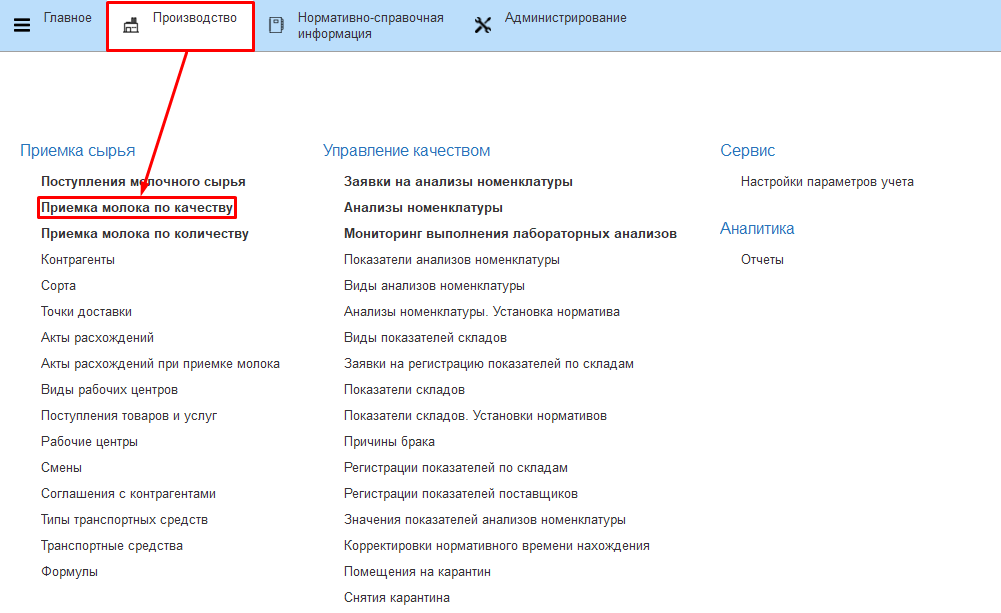 Главное
Производство
Нормативно-справочная
информация
Администрирование
Приемка сырья
Поступления молочного сырья
Приемка молока по качеству
Приемка молока по количеству
Контрагенты
Сорта
Точки доставки
Акты расхождений
Акты расхождений при приемке молока
Виды рабочих центров
Поступления товаров и услуг
Рабочие центры
Смены
Соглашения с контрагентами
Типы транспортных средств
Транспортные средства
Формулы
Управление качеством
Заявки на анализы номенклатуры
Анализы номенклатуры
Мониторинг выполнения лабораторных анализов
Показатели анализов номенклатуры
Виды анализов номенклатуры
Анализы номенклатуры. Установка норматива
Виды показателей складов
Заявки на регистрацию показателей по складам
Показатели складов
Показатели складов. Установки нормативов
Причины брака
Регистрации показателей по складам
Регистрации показателей поставщиков
Значения показателей анализов номенклатуры
Корректировки нормативного времени нахождения
Помещения на карантин
Снятия карантина
Сервис
Настройки параметров учета
Аналитика
Отчеты